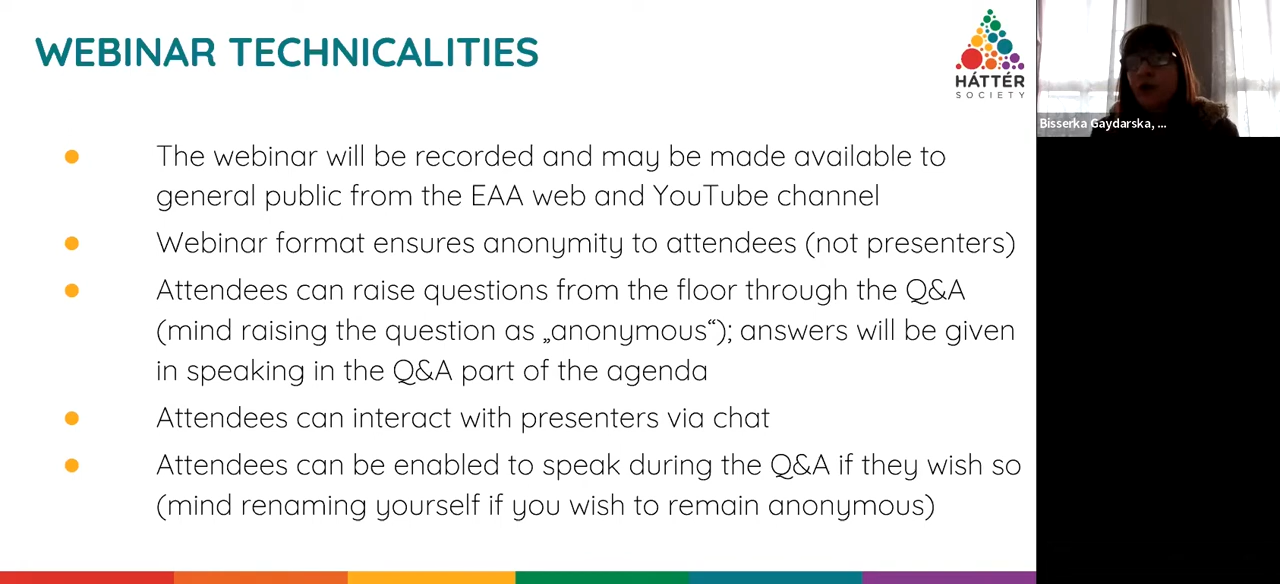 WEBINAR TECHNICALITIES
HÁTTÉR
SOCIETY
Bisserka Gaydarska, ...
The webinar will be recorded and may be made available to
general public from the EAA web and YouTube channel
Webinar format ensures anonymity to attendees (not presenters)
Attendees can raise questions from the floor through the Q&A
(mind raising the question as „anonymous“); answers will be given
in speaking in the Q&A part of the agenda
Attendees can interact with presenters via chat
Attendees can be enabled to speak during the Q&A if they wish so
(mind renaming yourself if you wish to remain anonymous)